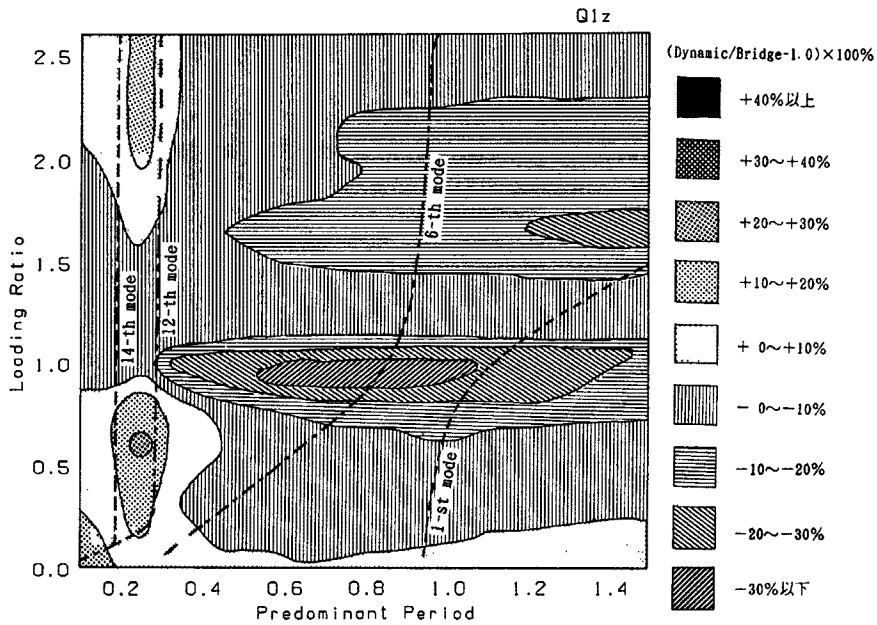 Q1z
(Dynamic/Bridge-1.0)×100%
+40%以上
+30～+40%
+20～+30%
+10～+20%
+ 0～+10%
- 0～-10%
-10～-20%
-20～-30%
-30%以下
Loading Ratio
2.5
2.0
1.5
1.0
0.5
0.0
14-th mode
12-th mode
6-th mode
1-st mode
0.2 0.4 0.6 0.8 1.0 1.2 1.4
Predominant Period